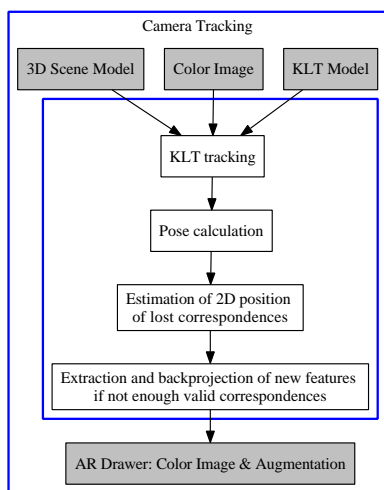 Camera Tracking
3D Scene Model
Color Image
KLT Model
KLT tracking
Pose calculation
Estimation of 2D position
of lost correspondences
Extraction and backprojection of new features
if not enough valid correspondences
AR Drawer: Color Image & Augmentation